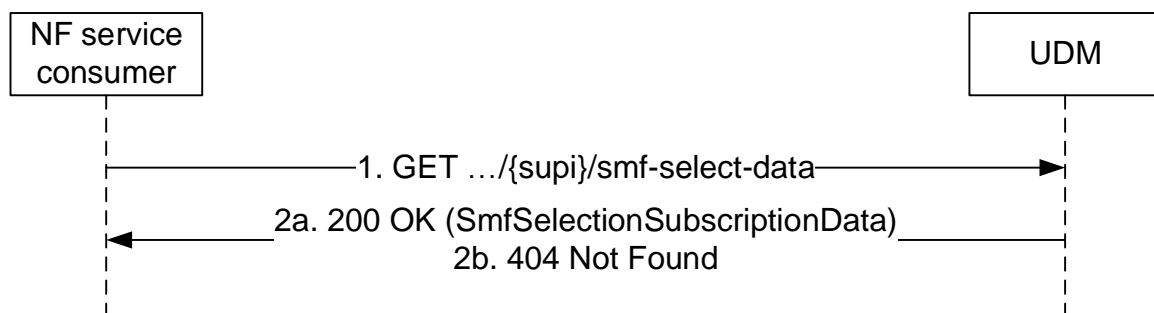 NF service
consumer
UDM
1. GET …/{supi}/smf-select-data
2a. 200 OK (SmfSelectionSubscriptionData)
2b. 404 Not Found